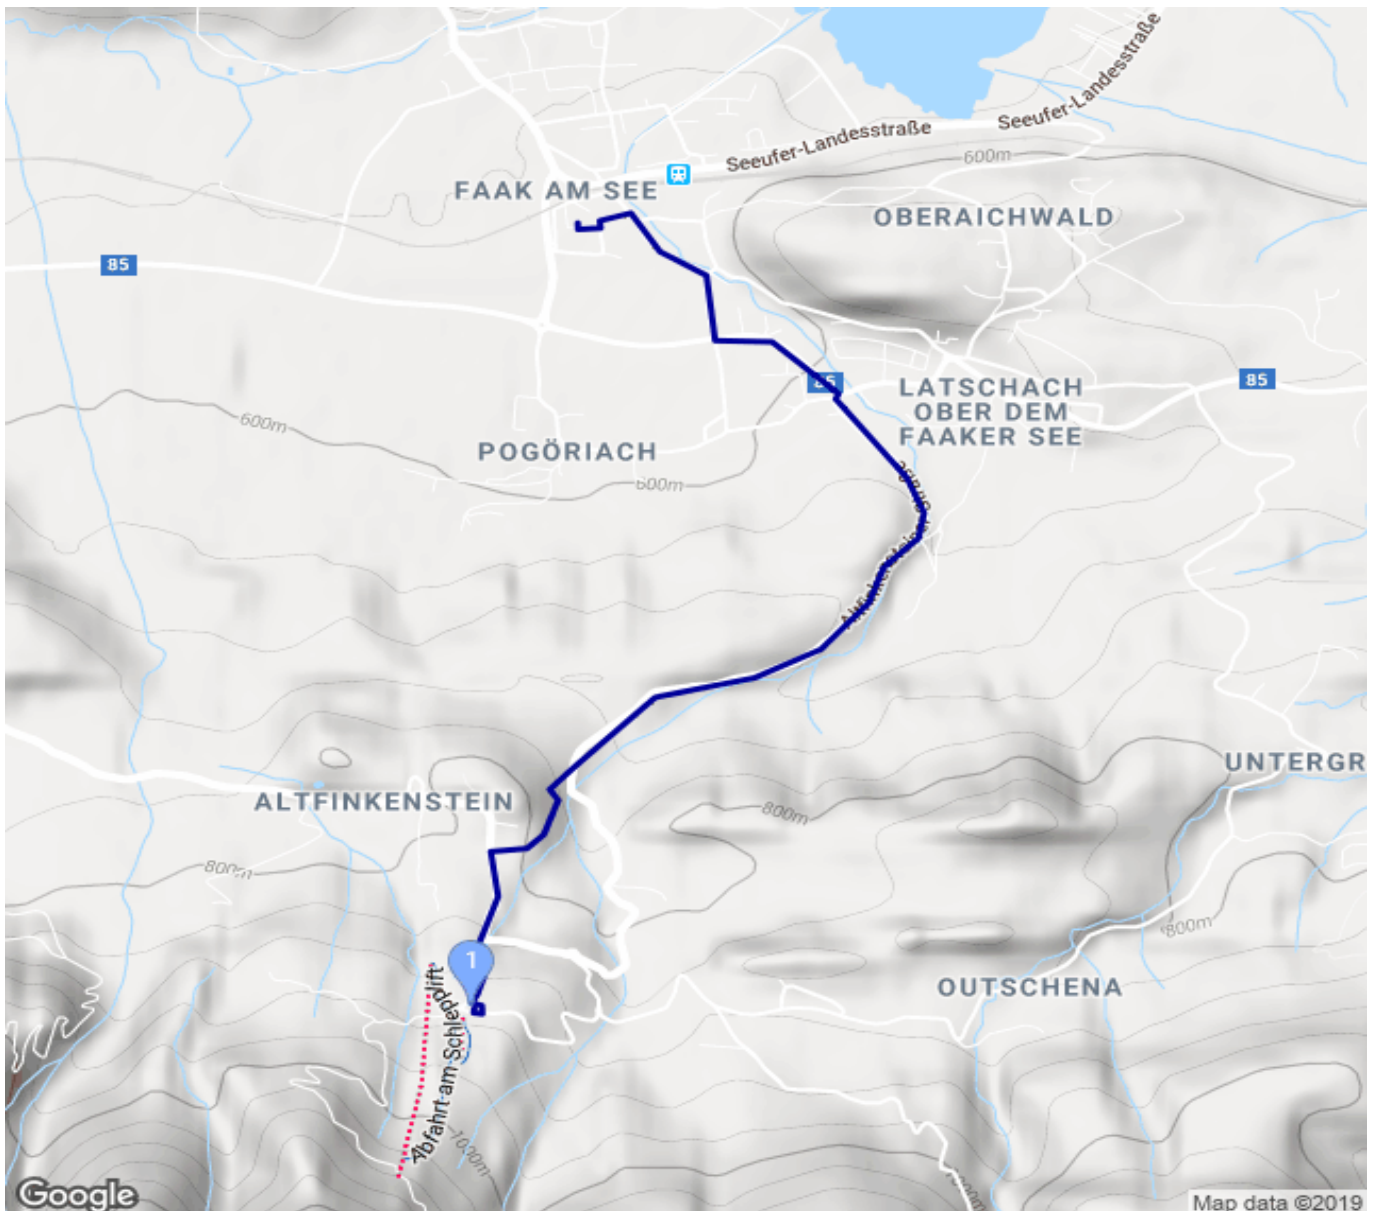 Seeufer-Landesstraße
Seeufer-Landesstraße
600m
FAAK AM SEE
OBERAICHWALD
85
85
85
LATSCHACH
OBER DEM
FAAKER SEE
600m
POGÖRIACH
600m
UNTERGR
ALTFINKENSTEIN
800m
800m
800m
1
OUTSCHENA
Abfahrt-am-Schlepplift
1000m
Google
Map data ©2019